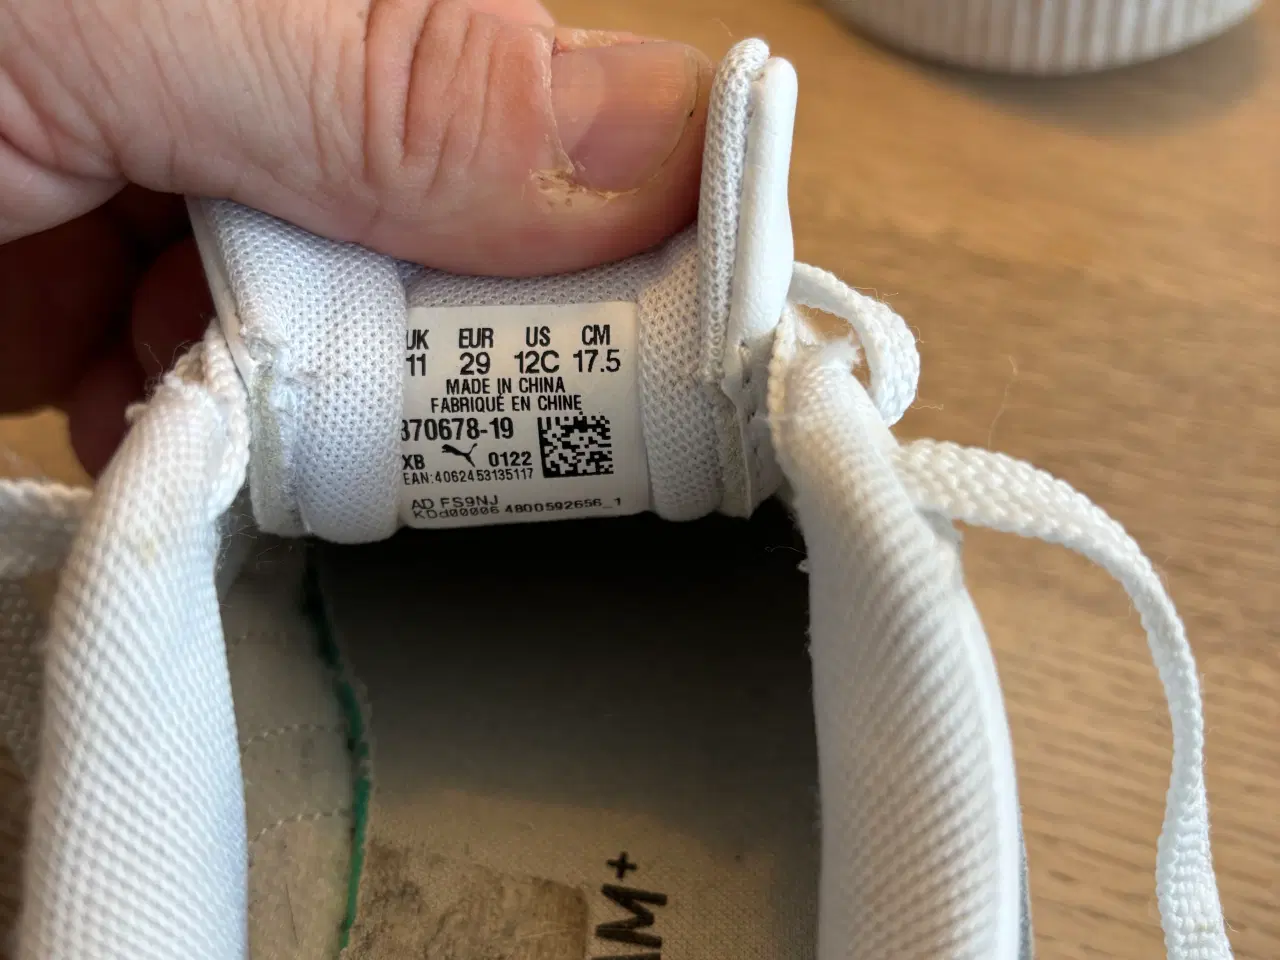 UK EUR US CM
11 29 12C 17.5
MADE IN CHINA
FABRIQUÉ EN CHINE
370678-19
XB 0122
EAN:4062453135117
AD FS9NJ
KDd00006 4800592656_1